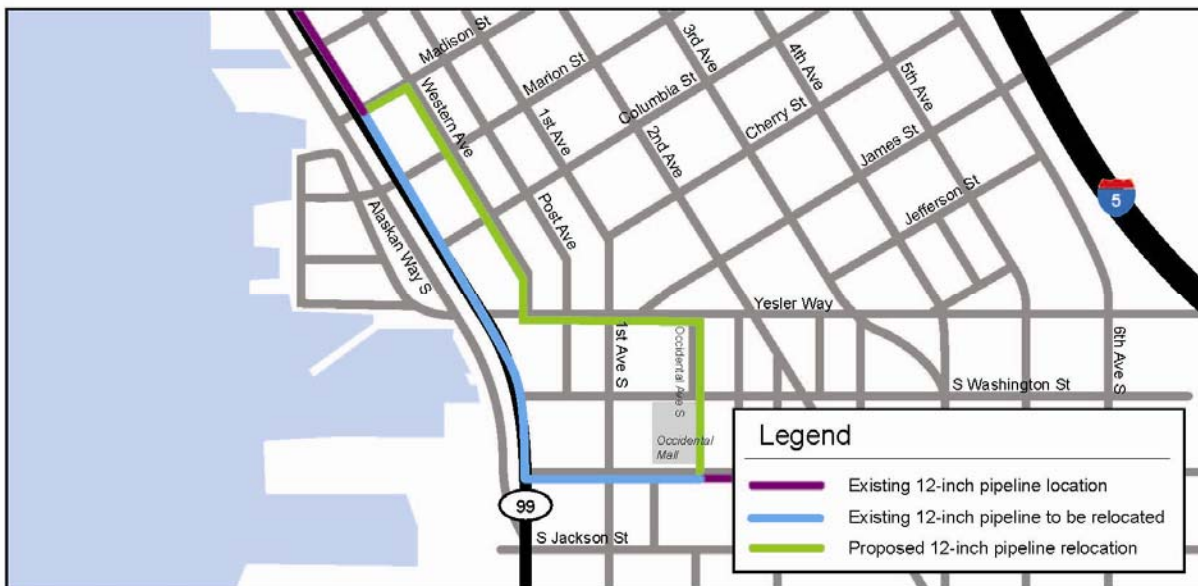 Madison St
Marion St
Columbia St
Cherry St
James St
Jefferson St
Western Ave
Post Ave
1st Ave
2nd Ave
3rd Ave
4th Ave
5th Ave
5
Alaskan Way S
Yesler Way
1st Ave S
Occidental Ave S
6th Ave S
S Washington St
Occidental
Mall
99
S Jackson St
Legend
Existing 12-inch pipeline location
Existing 12-inch pipeline to be relocated
Proposed 12-inch pipeline relocation